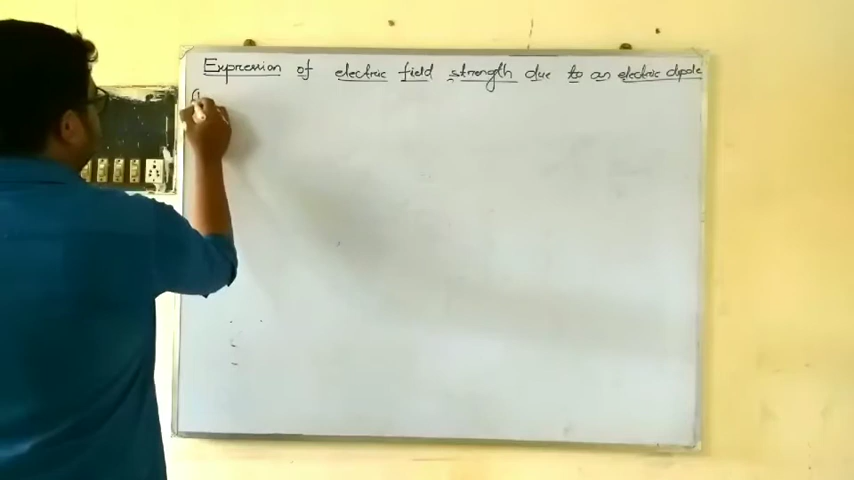 Expression of electric field strength due to an electric dipole